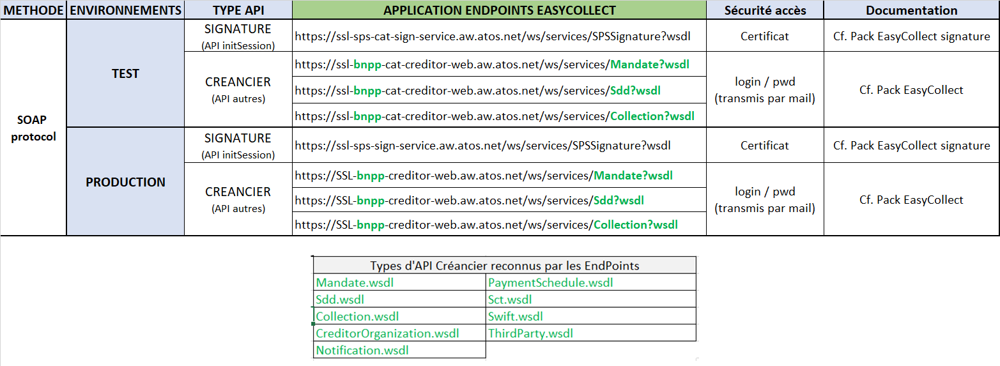 METHODE ENVIRONNEMENTS TYPE API APPLICATION ENDPOINTS EASYCOLLECT Sécurité accès Documentation
SOAP protocol
TEST
SIGNATURE
(API initSession)
https://ssl-sps-cat-sign-service.aw.atos.net/ws/services/SPSSignature?wsdl
Certificat
Cf. Pack EasyCollect signature
CREANCIER
(API autres)
https://ssl-bnpp-cat-creditor-web.aw.atos.net/ws/services/Mandate?wsdl
https://ssl-bnpp-cat-creditor-web.aw.atos.net/ws/services/Sdd?wsdl
https://ssl-bnpp-cat-creditor-web.aw.atos.net/ws/services/Collection?wsdl
login / pwd
(transmis par mail)
Cf. Pack EasyCollect
PRODUCTION
SIGNATURE
(API initSession)
https://ssl-sps-sign-service.aw.atos.net/ws/services/SPSSignature?wsdl
Certificat
Cf. Pack EasyCollect signature
CREANCIER
(API autres)
https://SSL-bnpp-creditor-web.aw.atos.net/ws/services/Mandate?wsdl
https://SSL-bnpp-creditor-web.aw.atos.net/ws/services/Sdd?wsdl
https://SSL-bnpp-creditor-web.aw.atos.net/ws/services/Collection?wsdl
login / pwd
(transmis par mail)
Cf. Pack EasyCollect
Types d'API Créancier reconnus par les EndPoints
Mandate.wsdl PaymentSchedule.wsdl
Sdd.wsdl Sct.wsdl
Collection.wsdl Swift.wsdl
CreditorOrganization.wsdl ThirdParty.wsdl
Notification.wsdl